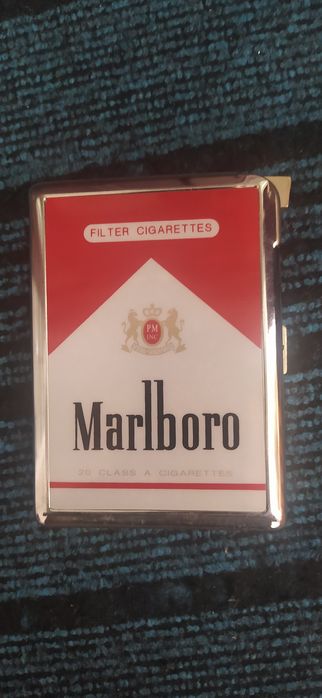 FILTER CIGARETTES
PM
INC
Marlboro
20 CLASS A CIGARETTES